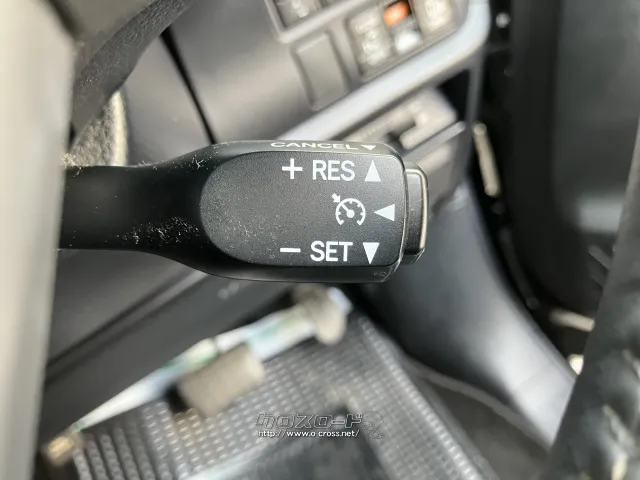 CANCEL ▼
+ RES ▲
◀
− SET ▼
クロスロード
http://www.o-cross.net/